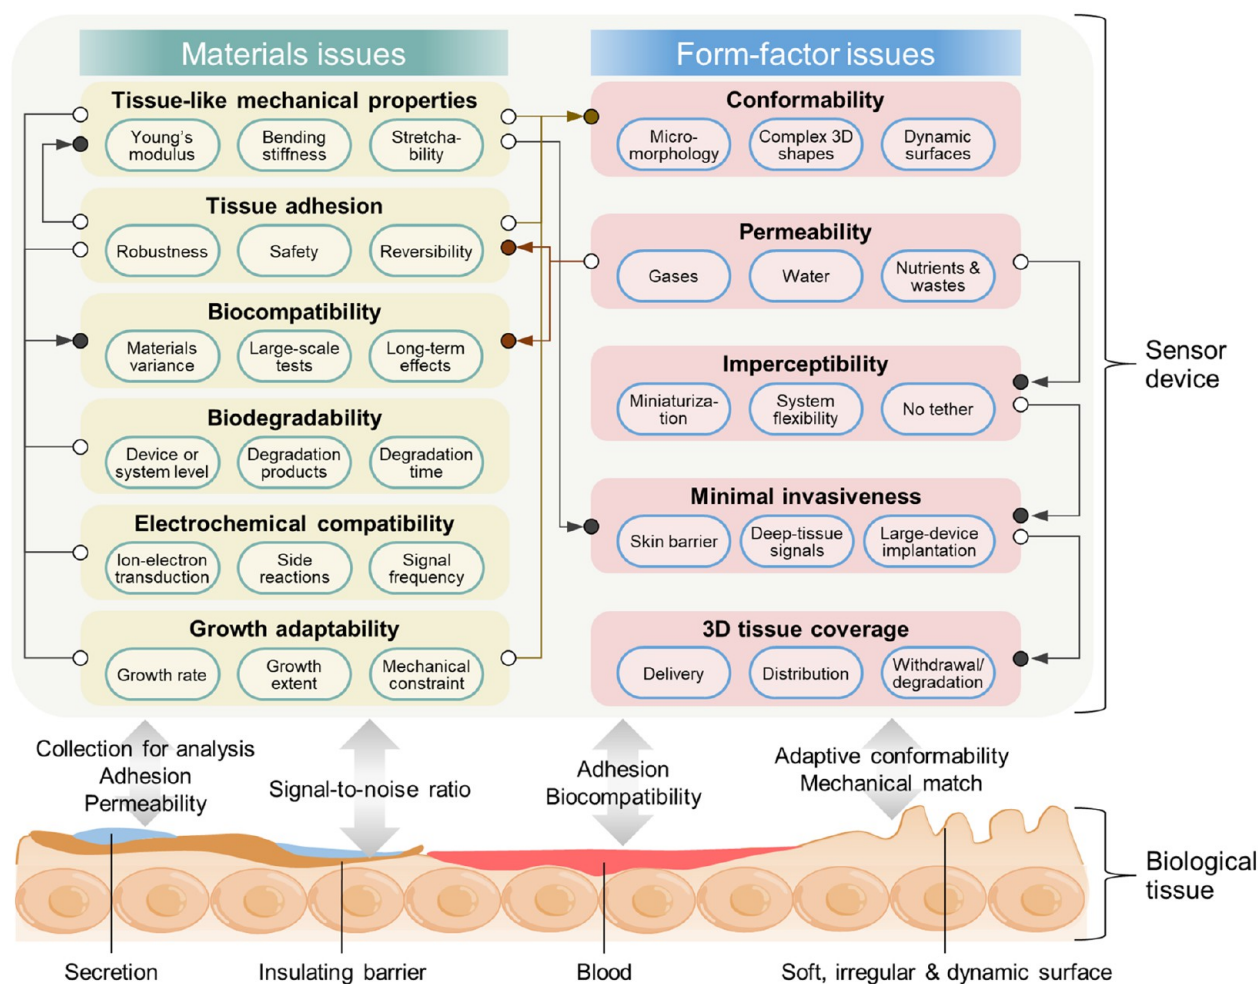 Materials issues
Tissue-like mechanical properties
Young's
modulus
Bending
stiffness
Stretcha-
bility
Tissue adhesion
Robustness
Safety
Reversibility
Biocompatibility
Materials
variance
Large-scale
tests
Long-term
effects
Biodegradability
Device or
system level
Degradation
products
Degradation
time
Electrochemical compatibility
Ion-electron
transduction
Side
reactions
Signal
frequency
Growth adaptability
Growth rate
Growth
extent
Mechanical
constraint
Form-factor issues
Conformability
Micro-
morphology
Complex 3D
shapes
Dynamic
surfaces
Permeability
Gases
Water
Nutrients &
wastes
Imperceptibility
Miniaturiza-
tion
System
flexibility
No tether
Minimal invasiveness
Skin barrier
Deep-tissue
signals
Large-device
implantation
3D tissue coverage
Delivery
Distribution
Withdrawal/
degradation
Sensor
device
Collection for analysis
Adhesion
Permeability
Signal-to-noise ratio
Adhesion
Biocompatibility
Adaptive conformability
Mechanical match
Biological
tissue
Secretion
Insulating barrier
Blood
Soft, irregular & dynamic surface